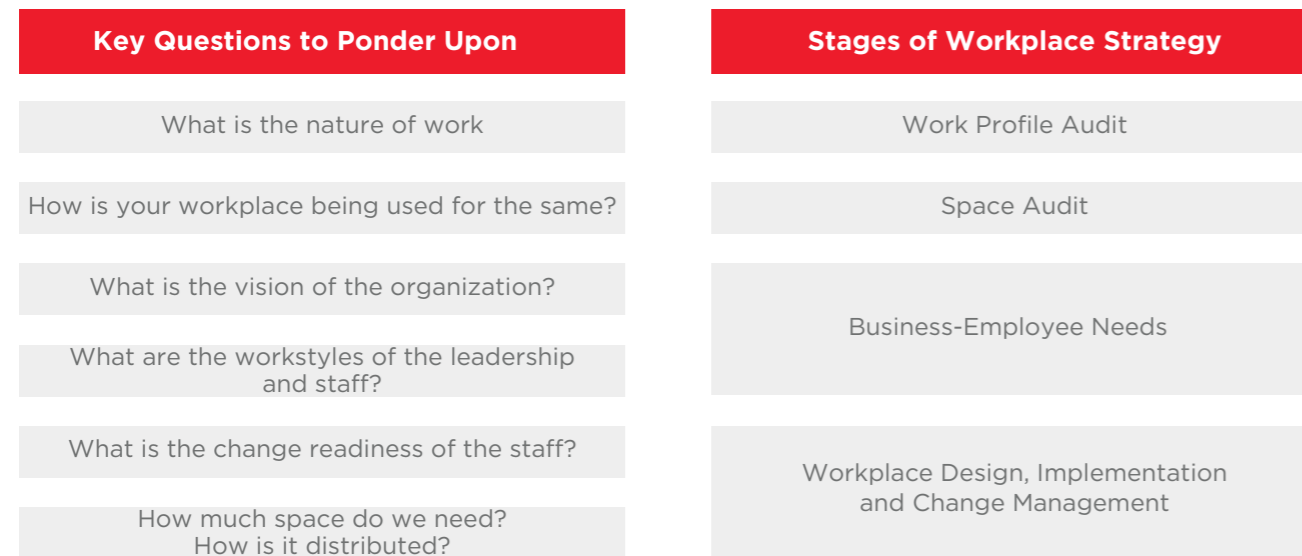 Key Questions to Ponder Upon
Stages of Workplace Strategy
What is the nature of work
Work Profile Audit
How is your workplace being used for the same?
Space Audit
What is the vision of the organization?
Business-Employee Needs
What are the workstyles of the leadership
and staff?
What is the change readiness of the staff?
Workplace Design, Implementation
and Change Management
How much space do we need?
How is it distributed?